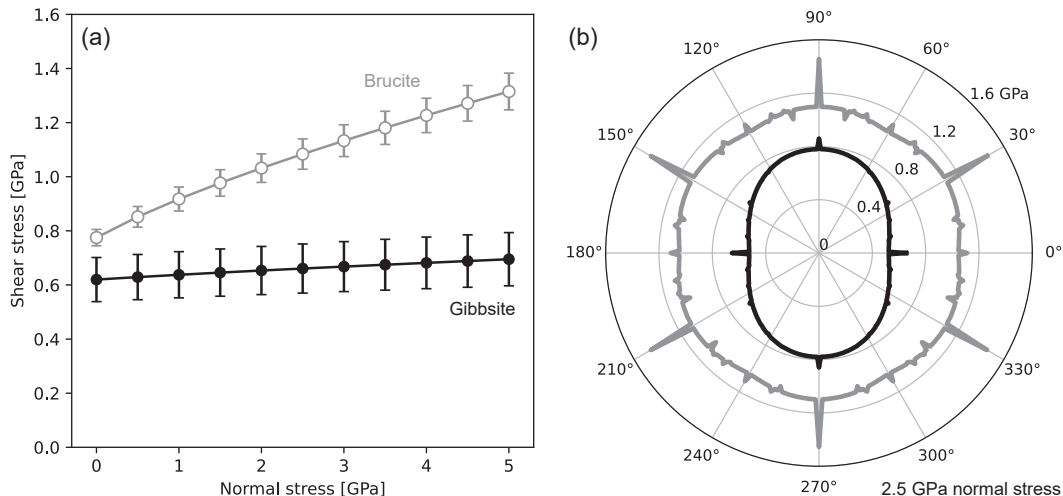 (a)
Brucite
Gibbsite
Shear stress [GPa]
1.6
1.4
1.2
1.0
0.8
0.6
0.4
0.2
0.0
0 1 2 3 4 5
Normal stress [GPa]
(b)
90°
120° 60°
1.6 GPa
150° 30°
1.2
0.8
0.4
180° 0 0°
210° 330°
240° 300°
270°
2.5 GPa normal stress